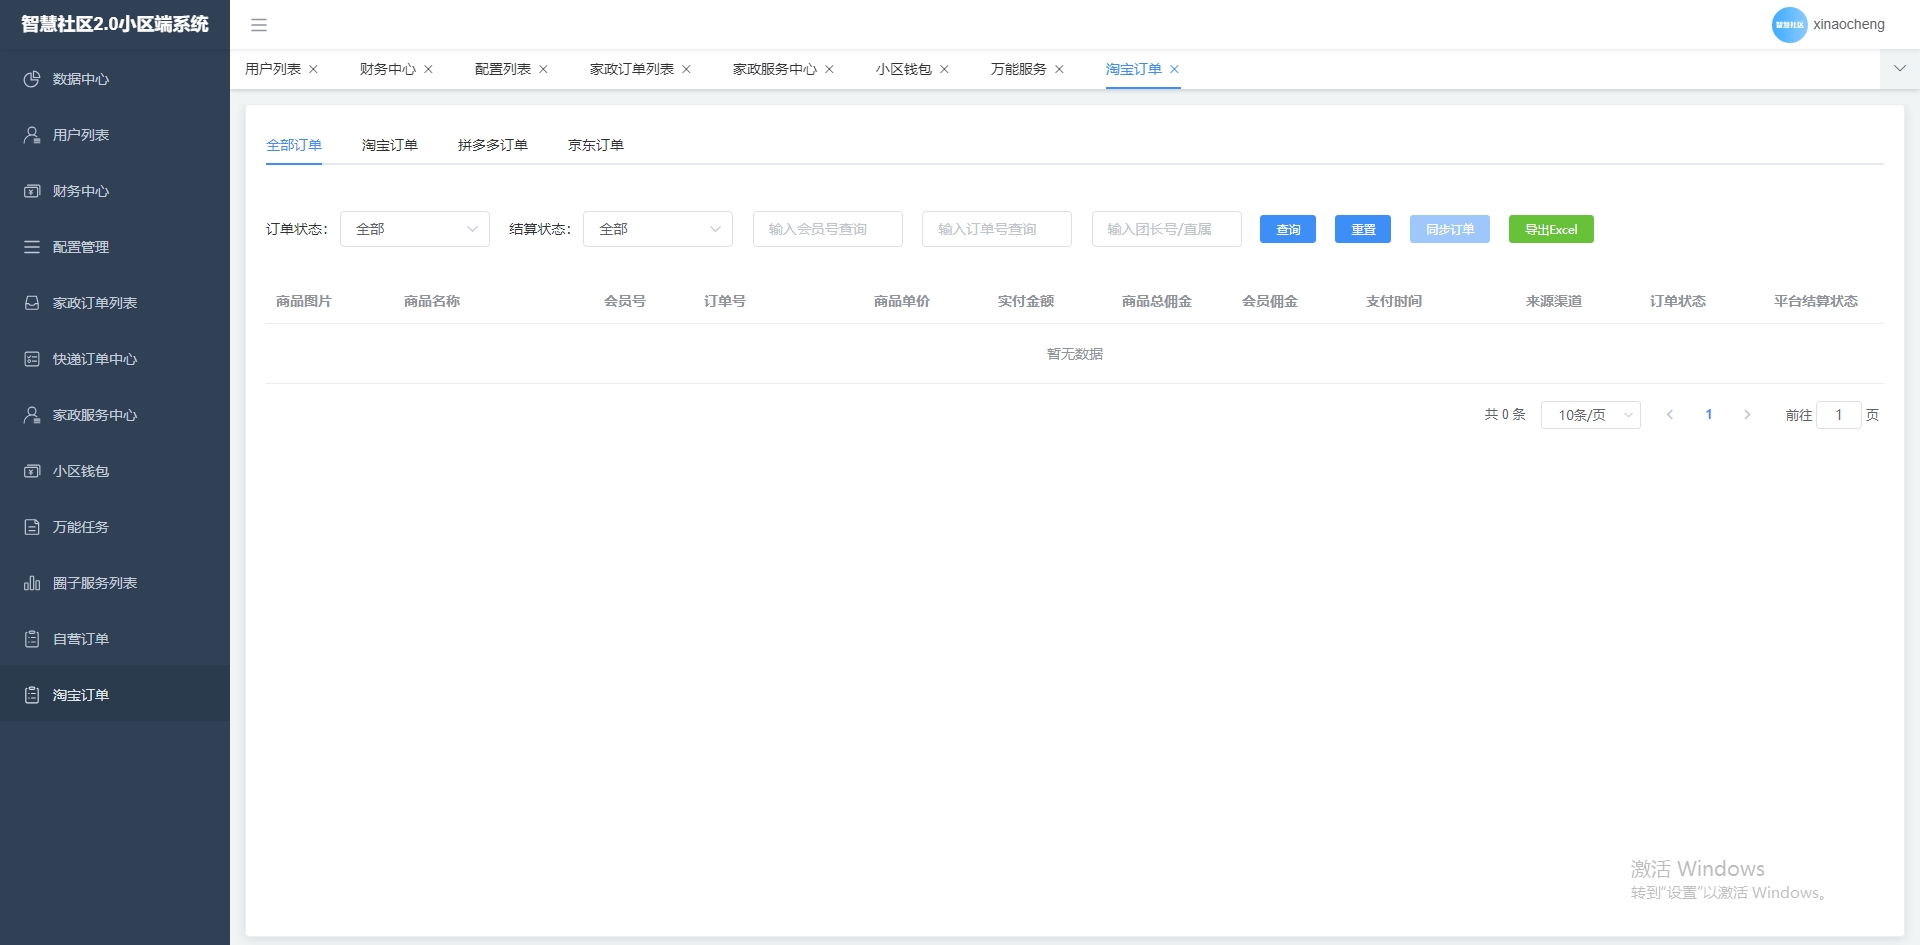 智慧社区2.0小区端系统
智慧社区
xinaocheng
数据中心
用户列表
财务中心
配置管理
家政订单列表
快递订单中心
家政服务中心
小区钱包
万能任务
圈子服务列表
自营订单
淘宝订单
用户列表 财务中心 配置列表 家政订单列表 家政服务中心 小区钱包 万能服务 淘宝订单
全部订单 淘宝订单 拼多多订单 京东订单
订单状态: 全部 结算状态: 全部 输入会员号查询 输入订单号查询 输入团长号/直属 查询 重置 同步订单 导出Excel
商品图片 商品名称 会员号 订单号 商品单价 实付金额 商品总佣金 会员佣金 支付时间 来源渠道 订单状态 平台结算状态
暂无数据
共 0 条 10条/页 1 前往 1 页
激活 Windows
转到“设置”以激活 Windows。